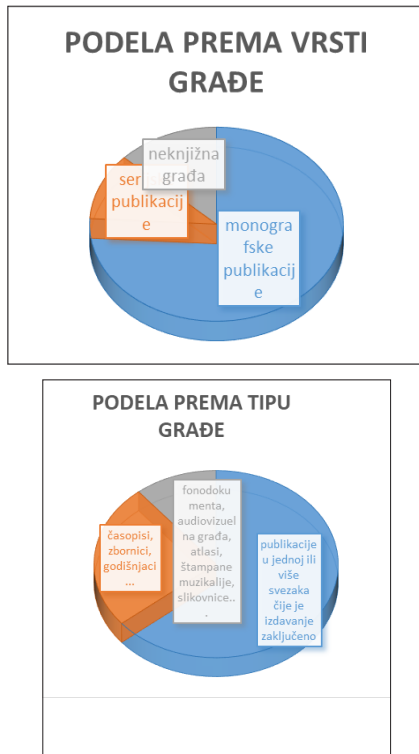 PODELA PREMA VRSTI
GRAĐE
neknjižna
građa
publikacij
e
monogra
fske
publikacij
e
PODELA PREMA TIPU
GRAĐE
fonodoku
menta,
audiovizuel
na građa,
atlasi,
štampane
muzikalije,
slikovnice..
.
časopisi,
zbornici,
godišnjaci
...
publikacije
u jednoj ili
više
svezaka
čije je
izdavanje
zaključeno